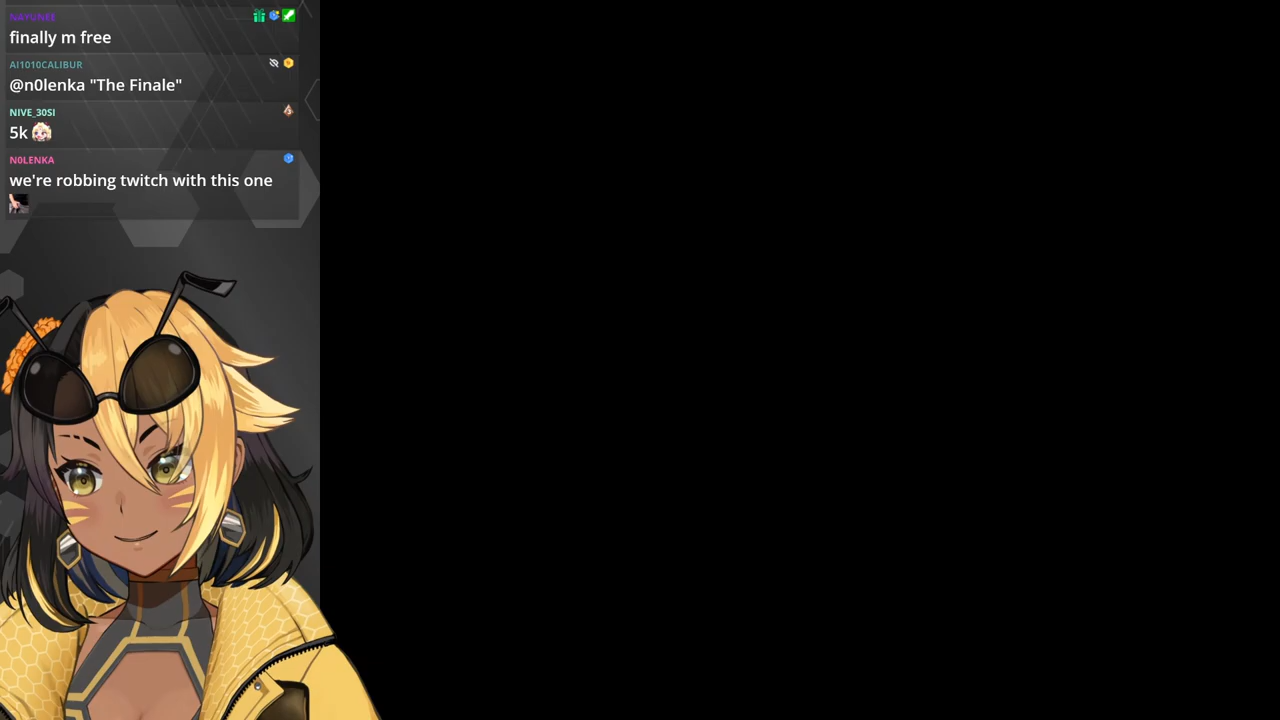 NAYUNEE
finally m free
AI1010CALIBUR
@n0lenka "The Finale"
NIVE_30SI
5k
N0LENKA
we're robbing twitch with this one